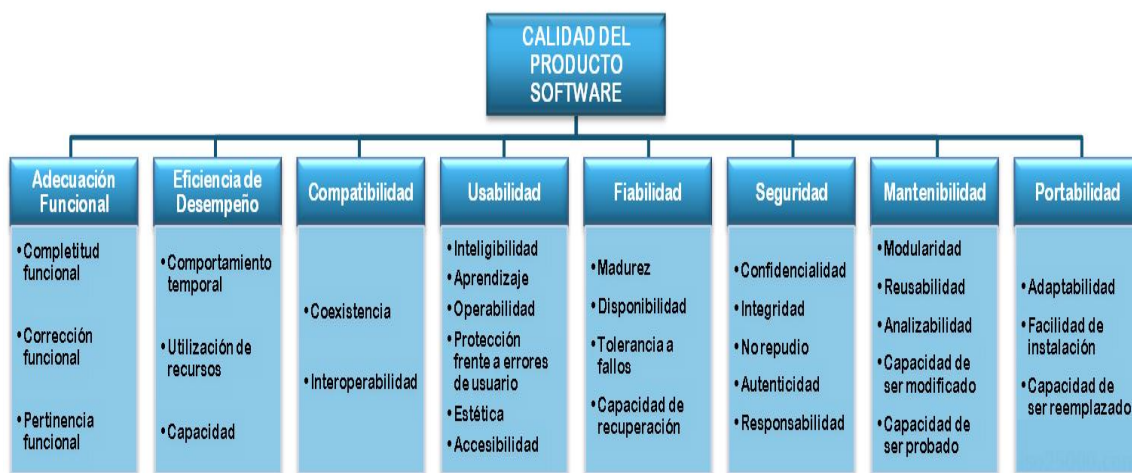 CALIDAD DEL
PRODUCTO
SOFTWARE
Adecuación
Funcional
• Completitud
funcional
• Corrección
funcional
• Pertinencia
funcional
Eficiencia de
Desempeño
• Comportamiento
temporal
• Utilización de
recursos
• Capacidad
Compatibilidad
• Coexistencia
• Interoperabilidad
Usabilidad
• Inteligibilidad
• Aprendizaje
• Operabilidad
• Protección
frente a errores
de usuario
• Estética
• Accesibilidad
Fiabilidad
• Madurez
• Disponibilidad
• Tolerancia a
fallos
• Capacidad de
recuperación
Seguridad
• Confidencialidad
• Integridad
• No repudio
• Autenticidad
• Responsabilidad
Mantenibilidad
• Modularidad
• Reusabilidad
• Analizabilidad
• Capacidad de
ser modificado
• Capacidad de
ser probado
Portabilidad
• Adaptabilidad
• Facilidad de
instalación
• Capacidad de
ser reemplazado